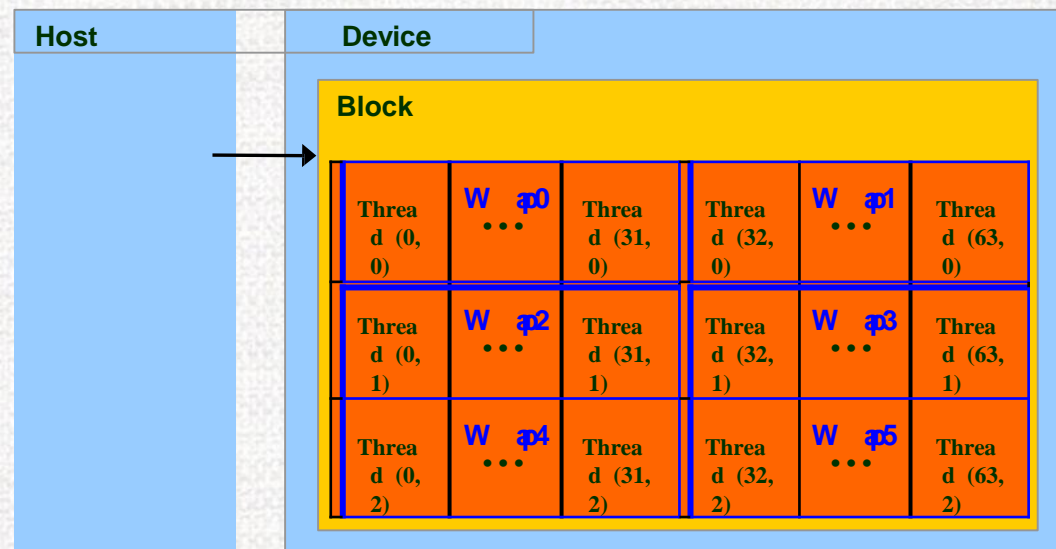 Host
Device
Block
Threa
d (0,
0)
W ap0
...
Threa
d (31,
0)
Threa
d (32,
0)
W ap1
...
Threa
d (63,
0)
Threa
d (0,
1)
W ap2
...
Threa
d (31,
1)
Threa
d (32,
1)
W ap3
...
Threa
d (63,
1)
Threa
d (0,
2)
W ap4
...
Threa
d (31,
2)
Threa
d (32,
2)
W ap5
...
Threa
d (63,
2)